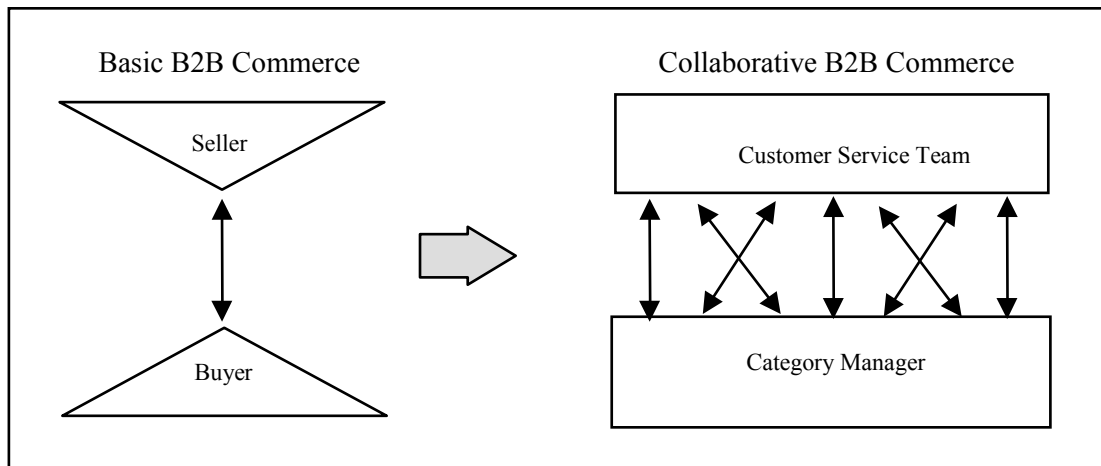 Basic B2B Commerce
Seller
Buyer
Collaborative B2B Commerce
Customer Service Team
Category Manager